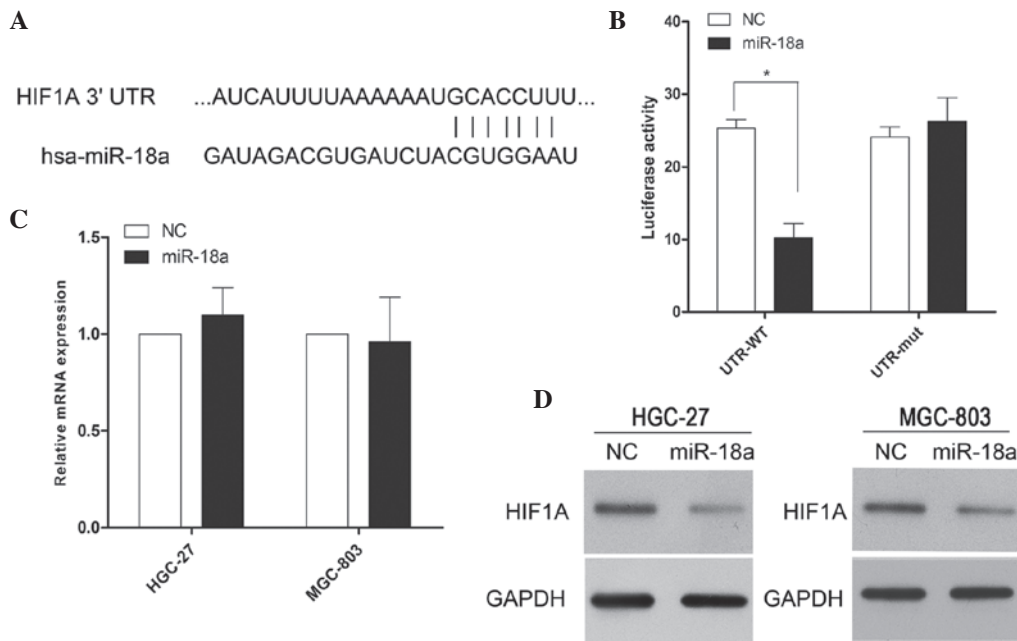 A
HIF1A 3' UTR ...AUCAUUUUAAAAAAUGCACCUUU...
hsa-miR-18a GAUAGACGUGAUCUACGUGGAAU
B
NC
miR-18a
*
40
30
20
10
0
Luciferase activity
UTR-WT
UTR-mut
C
NC
miR-18a
1.5
1.0
0.5
0.0
Relative mRNA expression
HGC-27
MGC-803
D
HGC-27
NC miR-18a
HIF1A
GAPDH
MGC-803
NC miR-18a
HIF1A
GAPDH